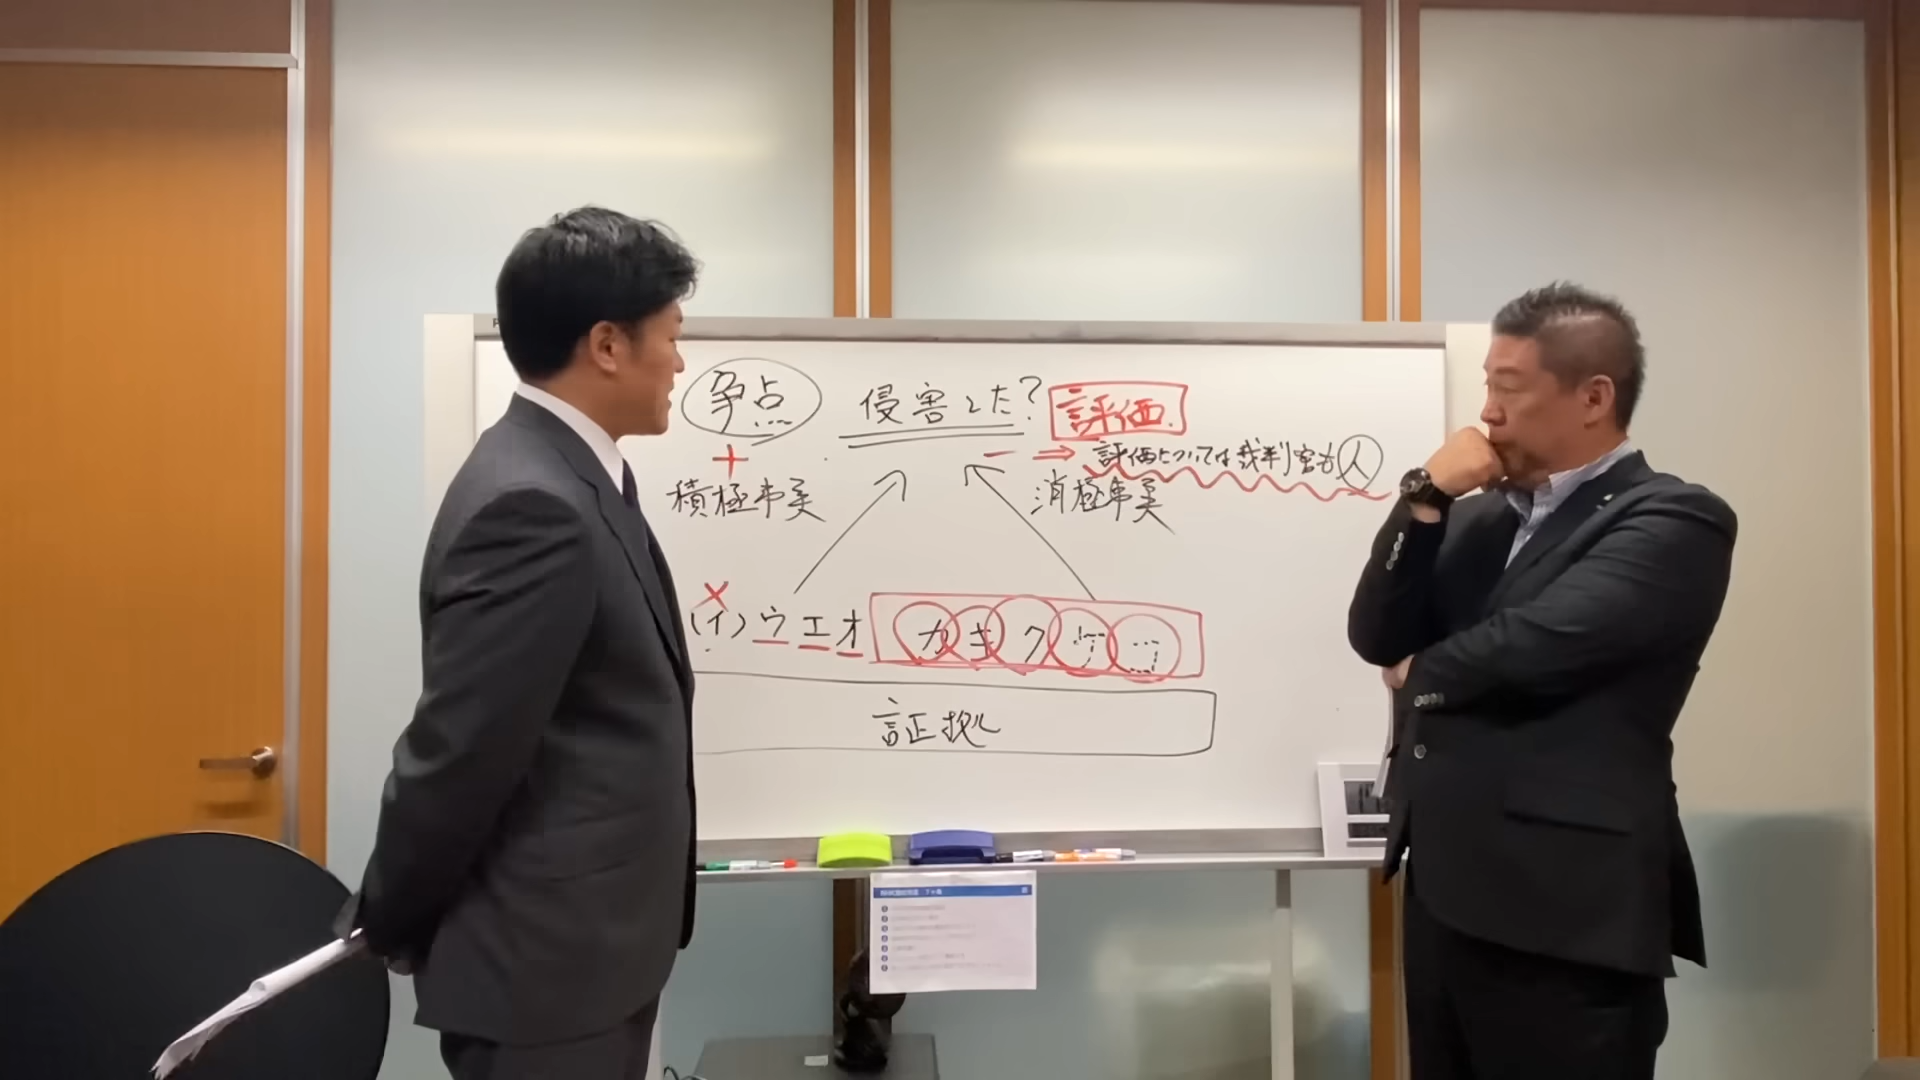 争点 侵害した? 評価
+ − ⇒ 評価については裁判官も人
積極事実 消極事実
×
(イ) ウ エ オ カ キ ク ケ コ
証拠